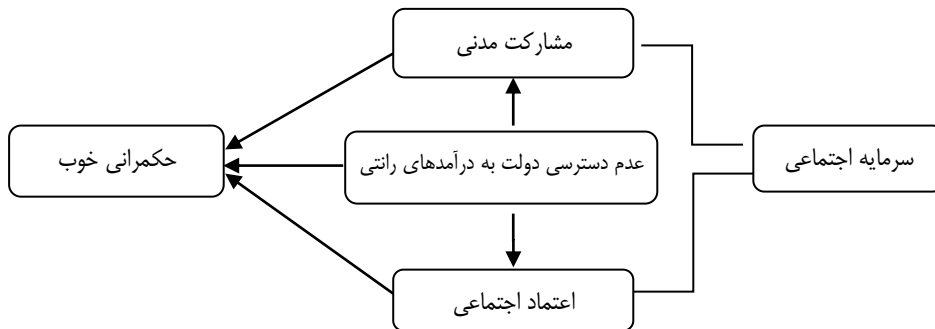 مشارکت مدنی
سرمایه اجتماعی
عدم دسترسی دولت به درآمدهای رانتی
حکمرانی خوب
اعتماد اجتماعی